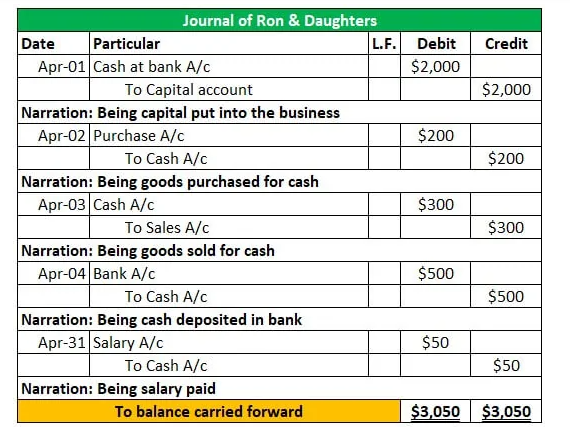 Journal of Ron & Daughters
Date Particular L.F. Debit Credit
Apr-01 Cash at bank A/c $2,000
To Capital account $2,000
Narration: Being capital put into the business
Apr-02 Purchase A/c $200
To Cash A/c $200
Narration: Being goods purchased for cash
Apr-03 Cash A/c $300
To Sales A/c $300
Narration: Being goods sold for cash
Apr-04 Bank A/c $500
To Cash A/c $500
Narration: Being cash deposited in bank
Apr-31 Salary A/c $50
To Cash A/c $50
Narration: Being salary paid
To balance carried forward $3,050 $3,050